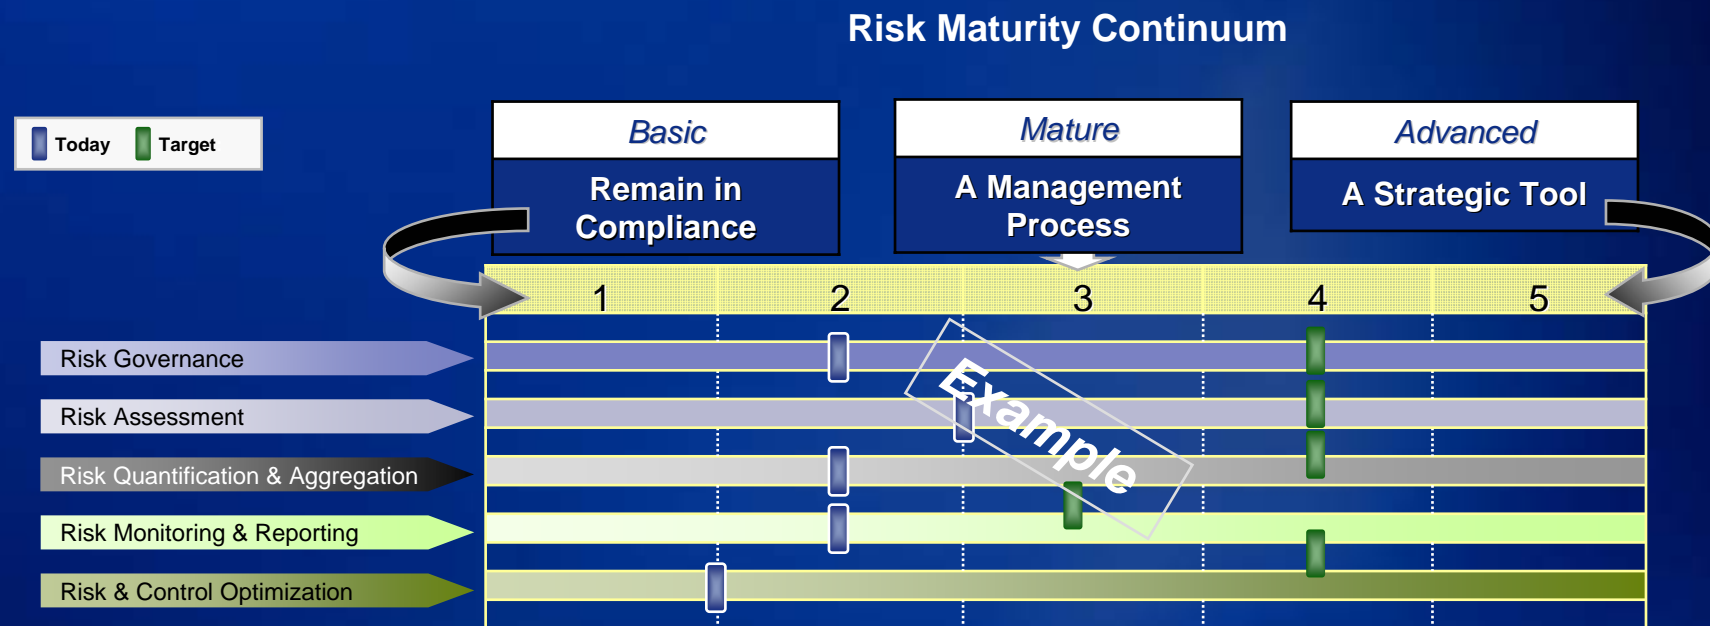 Risk Maturity Continuum
Today
Target
Basic
Remain in
Compliance
Mature
A Management
Process
Advanced
A Strategic Tool
1 2 3 4 5
Risk Governance
Risk Assessment
Risk Quantification & Aggregation
Risk Monitoring & Reporting
Risk & Control Optimization
Example